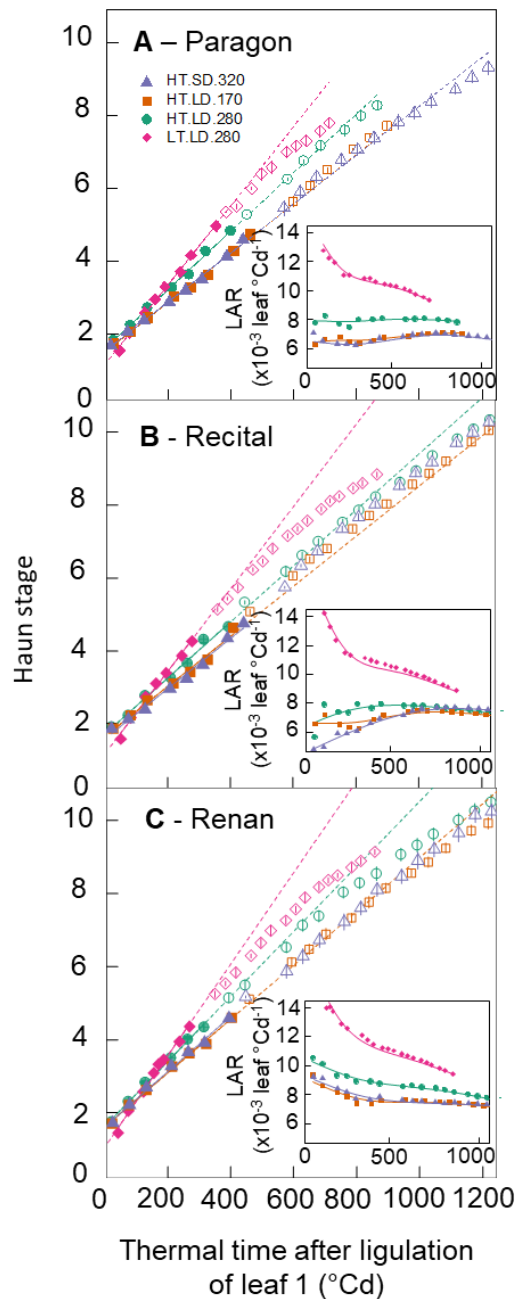 A – Paragon
HT.SD.320
HT.LD.170
HT.LD.280
LT.LD.280
10
8
6
4
2
0
LAR
(x10-3 leaf °Cd-1)
14
12
10
8
6
0
500
1000
B - Recital
10
8
6
4
2
0
LAR
(x10-3 leaf °Cd-1)
14
12
10
8
6
0
500
1000
C - Renan
10
8
6
4
2
0
LAR
(x10-3 leaf °Cd-1)
14
12
10
8
6
0
500
1000
Haun stage
0 200 400 600 800 1000 1200
Thermal time after ligulation
of leaf 1 (°Cd)